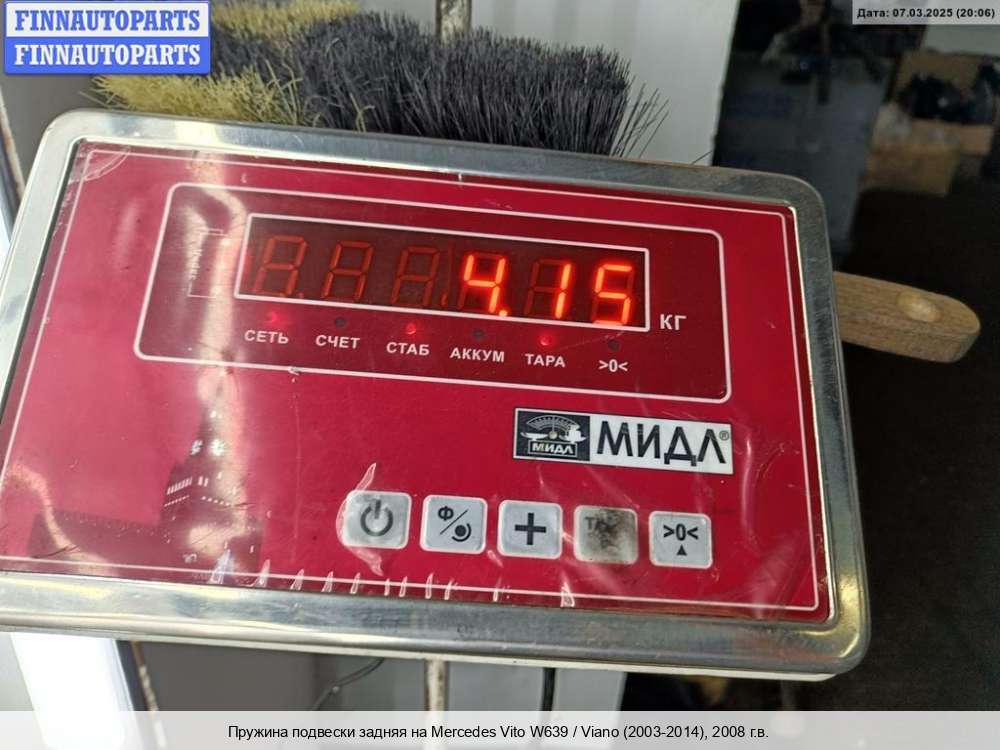 FINNAUTOPARTS
FINNAUTOPARTS
Дата: 07.03.2025 (20:06)
4.15
КГ
СЕТЬ СЧЕТ СТАБ АККУМ ТАРА >0<
МИДЛ МИДЛ®
Ф
+
>0<
Пружина подвески задняя на Mercedes Vito W639 / Viano (2003-2014), 2008 г.в.